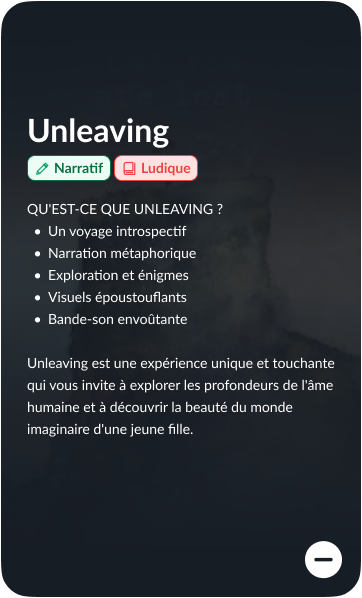 Unleaving
Narratif Ludique
QU'EST-CE QUE UNLEAVING ?
• Un voyage introspectif
• Narration métaphorique
• Exploration et énigmes
• Visuels époustouflants
• Bande-son envoûtante
Unleaving est une expérience unique et touchante
qui vous invite à explorer les profondeurs de l'âme
humaine et à découvrir la beauté du monde
imaginaire d'une jeune fille.